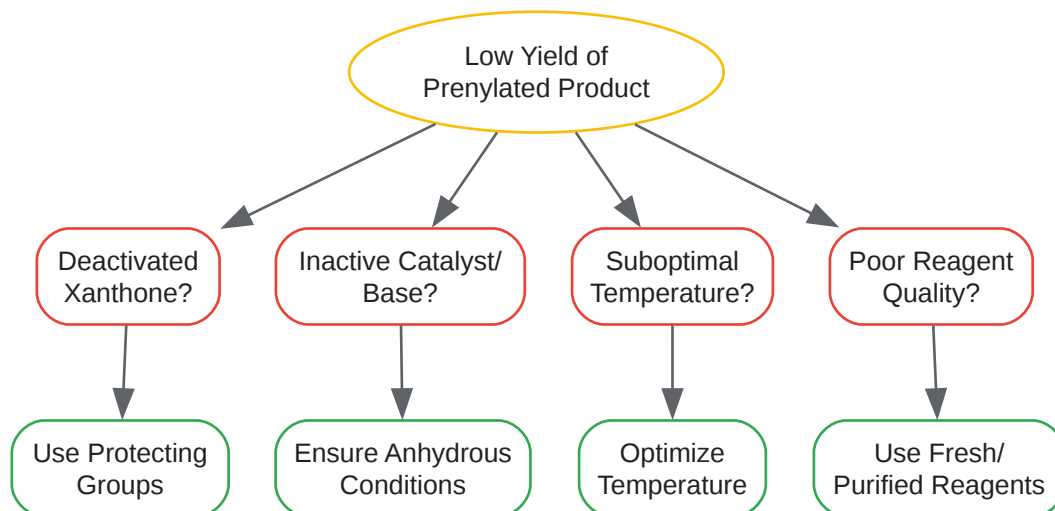 Low Yield of
Prenylated Product
Deactivated
Xanthone?
Inactive Catalyst/
Base?
Suboptimal
Temperature?
Poor Reagent
Quality?
Use Protecting
Groups
Ensure Anhydrous
Conditions
Optimize
Temperature
Use Fresh/
Purified Reagents